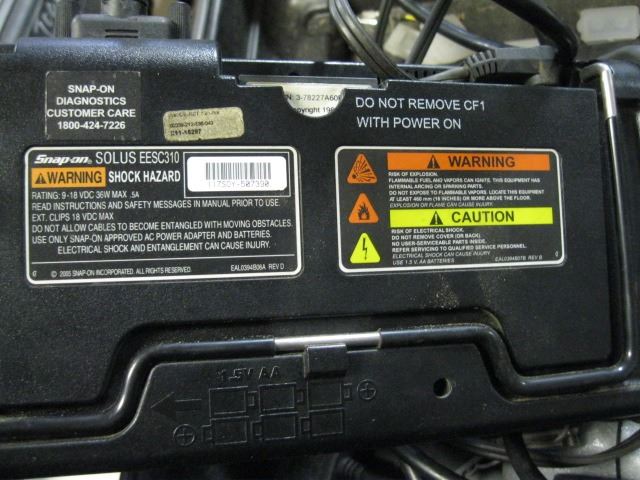 SNAP-ON
DIAGNOSTICS
CUSTOMER CARE
1800-424-7226
3-78227A60
DO NOT REMOVE CF1
WITH POWER ON
Snap-on SOLUS EESC310
WARNING SHOCK HAZARD
RATING: 9-18 VDC 36W MAX .5A
READ INSTRUCTIONS AND SAFETY MESSAGES IN MANUAL PRIOR TO USE.
EXT. CLIPS 18 VDC MAX
DO NOT ALLOW CABLES TO BECOME ENTANGLED WITH MOVING OBSTACLES.
USE ONLY SNAP-ON APPROVED AC POWER ADAPTER AND BATTERIES.
ELECTRICAL SHOCK AND ENTANGLEMENT CAN CAUSE INJURY.
© 2005 SNAP-ON INCORPORATED. ALL RIGHTS RESERVED.
EAL0394B06A REV D
WARNING
RISK OF EXPLOSION.
FLAMMABLE FUEL AND VAPORS CAN IGNITE. THIS EQUIPMENT HAS
INTERNAL ARCING OR SPARKING PARTS.
DO NOT EXPOSE TO FLAMMABLE VAPORS. LOCATE THIS EQUIPMENT
AT LEAST 460 mm (18 INCHES) OR MORE ABOVE THE FLOOR.
EXPLOSION OR FLAME CAN CAUSE INJURY.
CAUTION
RISK OF ELECTRICAL SHOCK.
DO NOT REMOVE COVER (OR BACK).
NO USER-SERVICEABLE PARTS INSIDE.
REFER SERVICING TO QUALIFIED SERVICE PERSONNEL.
ELECTRICAL SHOCK CAN CAUSE INJURY
USE 1.5 V, AA BATTERIES
EAL0394B07B REV B
1.5V AA